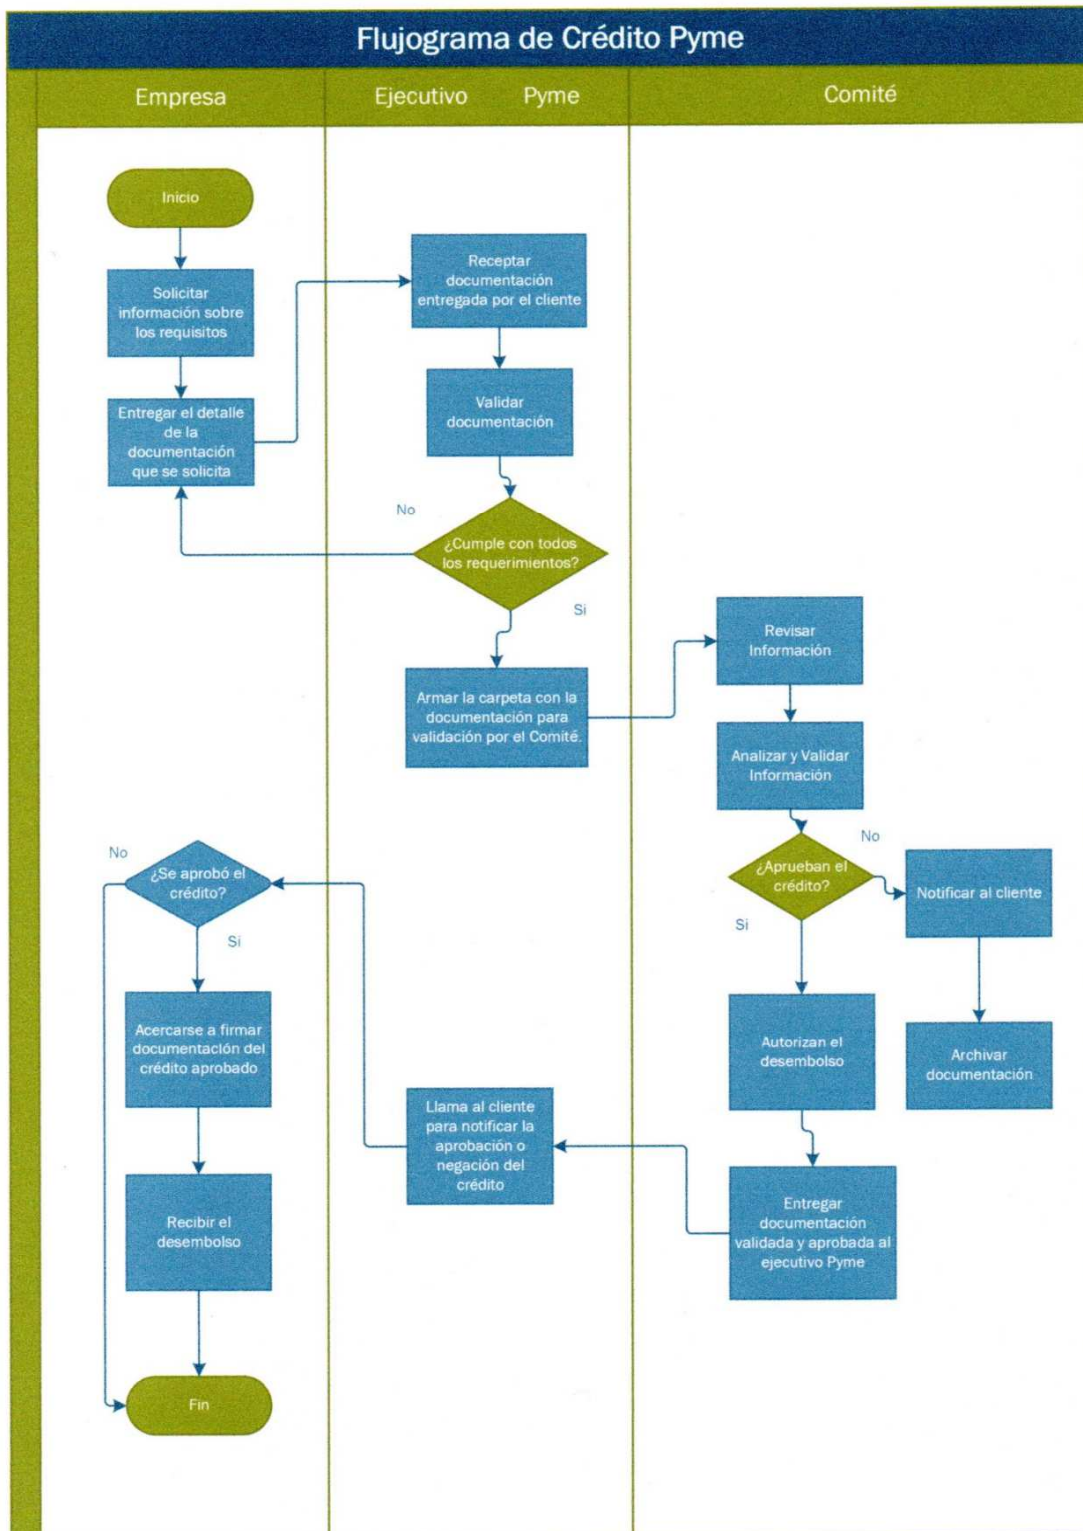 Flujograma de Crédito Pyme
Empresa
Ejecutivo Pyme
Comité
Inicio
Solicitar
información sobre
los requisitos
Entregar el detalle
de la
documentación
que se solicita
Receptar
documentación
entregada por el cliente
Validar
documentación
No
¿Cumple con todos
los requerimientos?
Si
Armar la carpeta con la
documentación para
validación por el Comité.
Revisar
Información
Analizar y Validar
Información
¿Aprueban el
crédito?
No
Notificar al cliente
Si
Archivar
documentación
Autorizan el
desembolso
Entregar
documentación
validada y aprobada al
ejecutivo Pyme
Llama al cliente
para notificar la
aprobación o
negación del
crédito
No
¿Se aprobó el
crédito?
Si
Acercarse a firmar
documentación del
crédito aprobado
Recibir el
desembolso
Fin